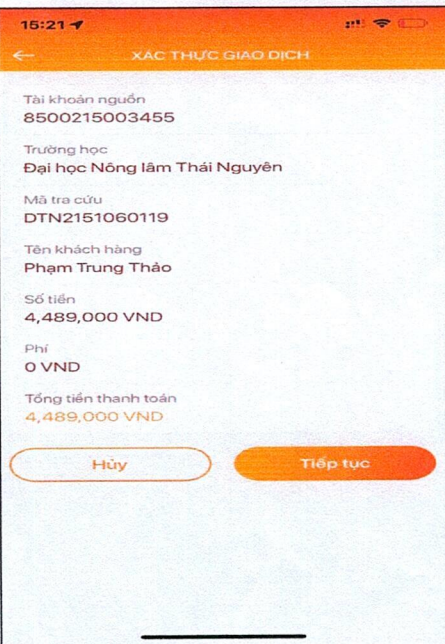 15:21
XÁC THỰC GIAO DỊCH
Tài khoản nguồn
8500215003455
Trường học
Đại học Nông lâm Thái Nguyên
Mã tra cứu
DTN2151060119
Tên khách hàng
Phạm Trung Thảo
Số tiền
4,489,000 VND
Phí
0 VND
Tổng tiền thanh toán
4,489,000 VND
Hủy
Tiếp tục